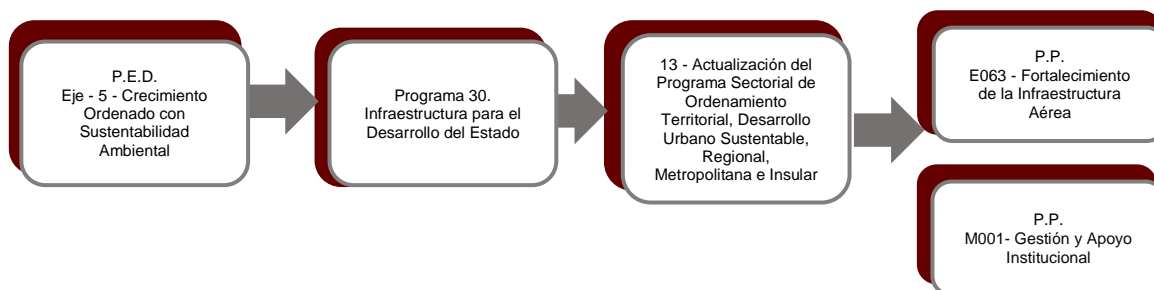 P.E.D.
Eje - 5 - Crecimiento
Ordenado con
Sustentabilidad
Ambiental
Programa 30.
Infraestructura para el
Desarrollo del Estado
13 - Actualización del
Programa Sectorial de
Ordenamiento
Territorial, Desarrollo
Urbano Sustentable,
Regional,
Metropolitana e Insular
P.P.
E063 - Fortalecimiento
de la Infraestructura
Aérea
P.P.
M001- Gestión y Apoyo
Institucional